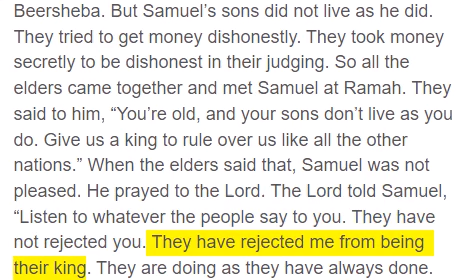 Beersheba. But Samuel’s sons did not live as he did.
They tried to get money dishonestly. They took money
secretly to be dishonest in their judging. So all the
elders came together and met Samuel at Ramah. They
said to him, “You’re old, and your sons don’t live as you
do. Give us a king to rule over us like all the other
nations.” When the elders said that, Samuel was not
pleased. He prayed to the Lord. The Lord told Samuel,
“Listen to whatever the people say to you. They have
not rejected you. They have rejected me from being
their king. They are doing as they have always done.